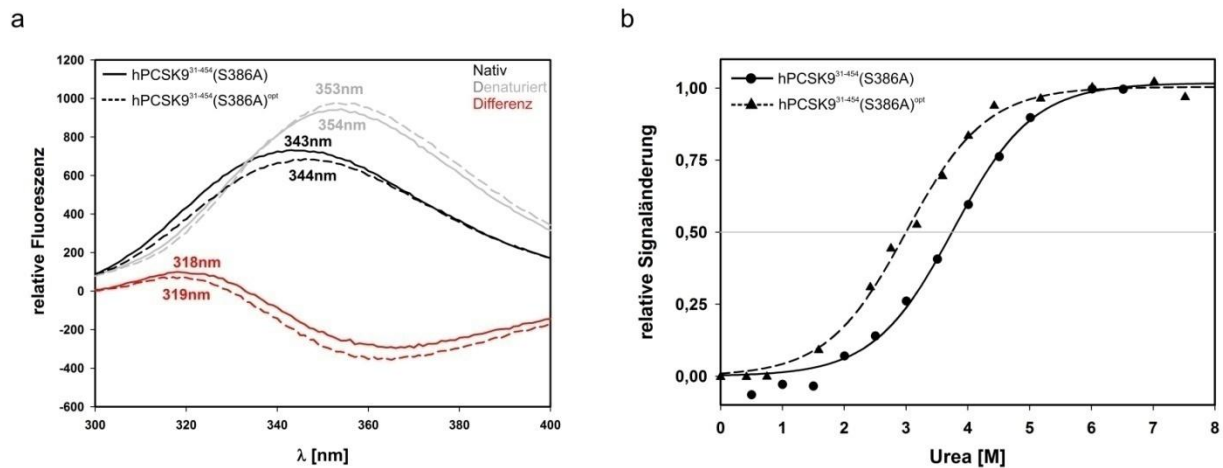 a
relative Fluoreszenz
1200
1000
800
600
400
200
0
-200
-400
-600
hPCSK9³¹⁻⁴⁵⁴(S386A)
hPCSK9³¹⁻⁴⁵⁴(S386A)ᵒᵖᵗ
Nativ
Denaturiert
Differenz
353nm
354nm
343nm
344nm
318nm
319nm
300
320
340
360
380
400
λ [nm]
b
relative Signaländerung
1,00
0,75
0,50
0,25
0,00
hPCSK9³¹⁻⁴⁵⁴(S386A)
hPCSK9³¹⁻⁴⁵⁴(S386A)ᵒᵖᵗ
0
1
2
3
4
5
6
7
8
Urea [M]